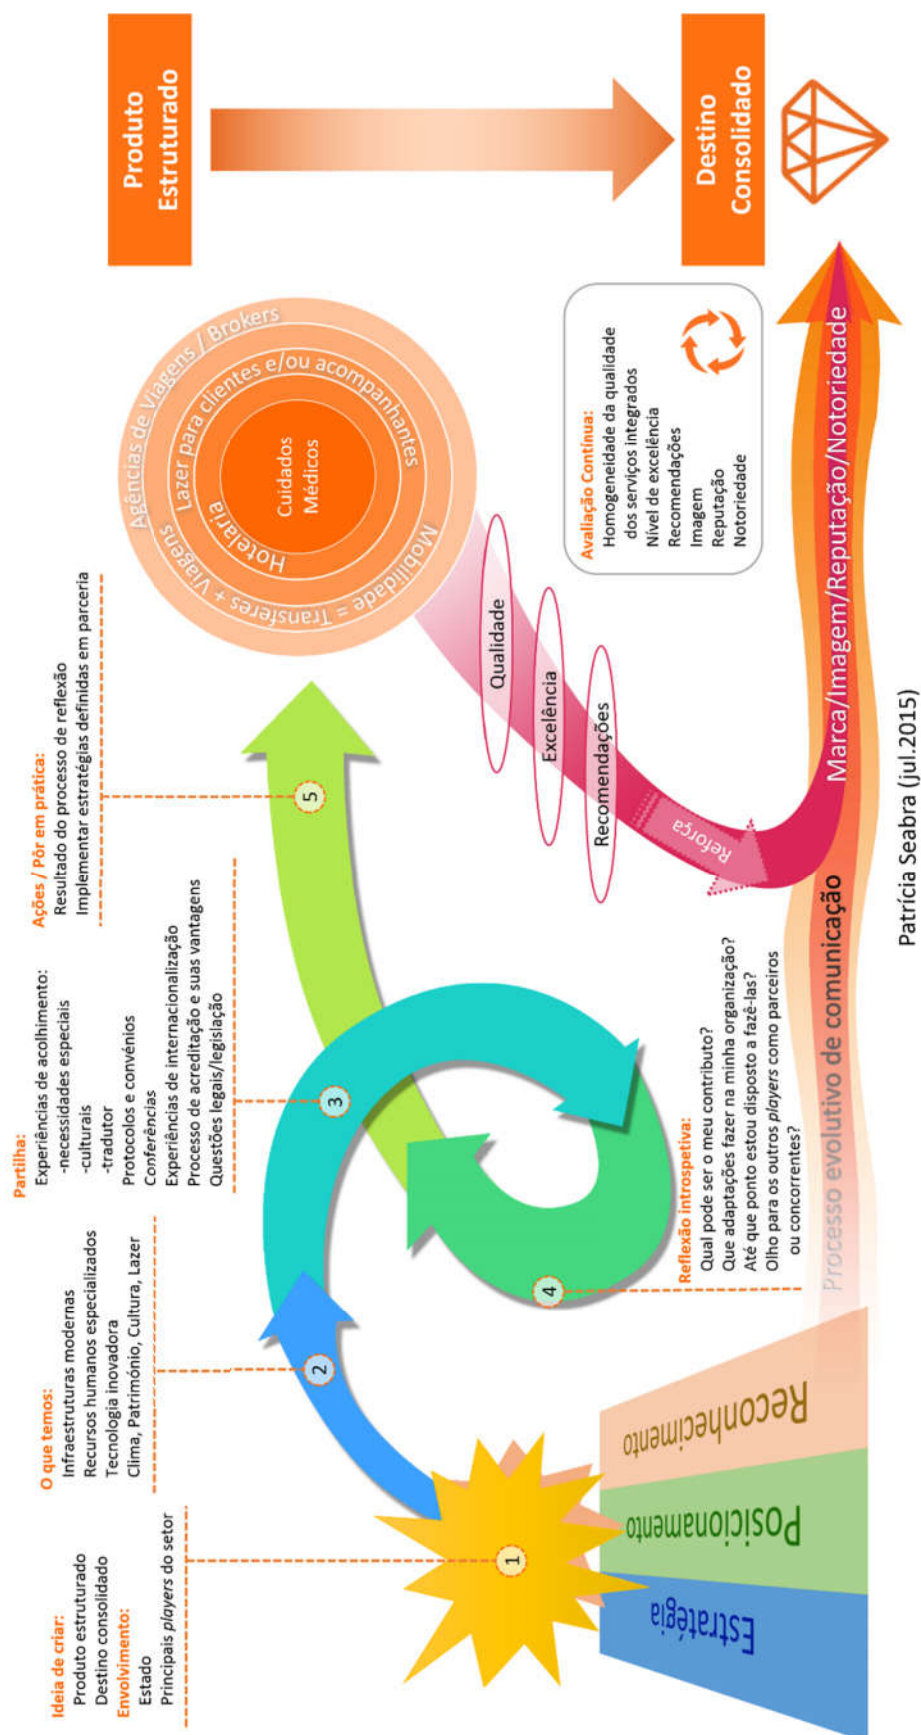 Ideia de criar:
Produto estruturado
Destino consolidado
Envolvimento:
Estado
Principais players do setor
1
O que temos:
Infraestruturas modernas
Recursos humanos especializados
Tecnologia inovadora
Clima, Património, Cultura, Lazer
2
Partilha:
Experiências de acolhimento:
-necessidades especiais
-culturais
-tradutor
Protocolos e convénios
Conferências
Experiências de internacionalização
Processo de acreditação e suas vantagens
Questões legais/legislação
3
Reflexão introspetiva:
Qual pode ser o meu contributo?
Que adaptações fazer na minha organização?
Até que ponto estou disposto a fazê-las?
Olho para os outros players como parceiros
ou concorrentes?
4
Ações / Pôr em prática:
Resultado do processo de reflexão
Implementar estratégias definidas em parceria
5
Agências de Viagens / Brokers
Mobilidade = Transferes + Viagens
Lazer para clientes e/ou acompanhantes
Hotelaria
Cuidados
Médicos
Qualidade
Excelência
Recomendações
Reforça
Avaliação Contínua:
Homogeneidade da qualidade
dos serviços integrados
Nível de excelência
Recomendações
Imagem
Reputação
Notoriedade
Produto
Estruturado
Destino
Consolidado
Estratégia
Posicionamento
Reconhecimento
Processo evolutivo de comunicação
Marca/Imagem/Reputação/Notoriedade
Patrícia Seabra (jul.2015)